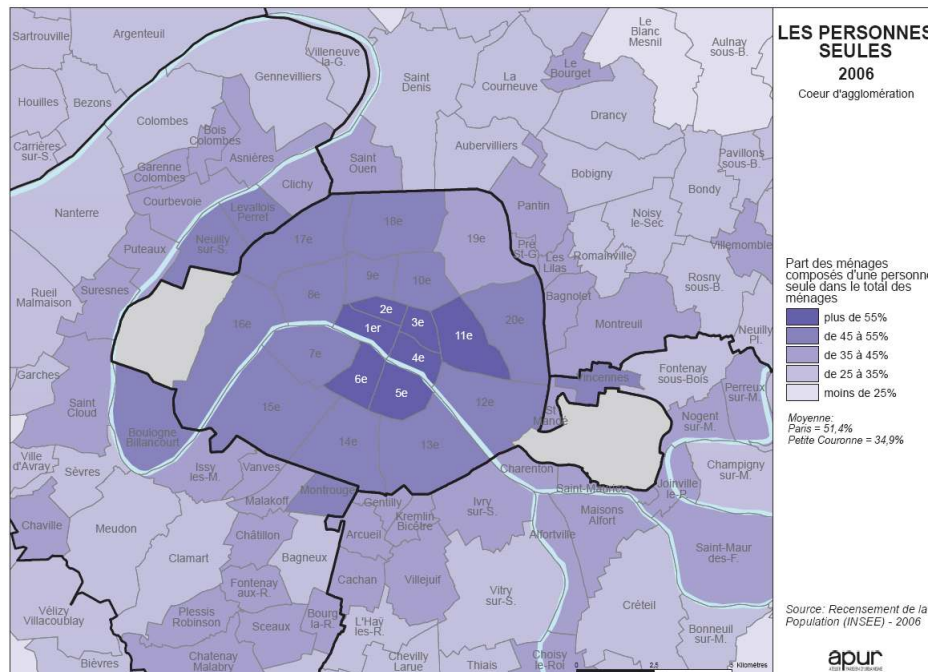 LES PERSONNES
SEULES
2006
Coeur d'agglomération
Part des ménages
composés d'une personne
seule dans le total des
ménages
plus de 55%
de 45 à 55%
de 35 à 45%
de 25 à 35%
moins de 25%
Moyenne:
Paris = 51,4%
Petite Couronne = 34,9%
Source: Recensement de la
Population (INSEE) - 2006
apur
Sartrouville
Argenteuil
Villeneuve
la-G.
Gennevilliers
Saint
Denis
La
Courneuve
Le
Bourget
Le
Blanc
Mesnil
Aulnay
sous-B.
Houilles
Bezons
Colombes
Bois
Colombes
Drancy
Carrières
sur-S.
Asnières
Saint
Ouen
Aubervilliers
Pavillons
sous-B.
Garenne
Colombes
Clichy
Bobigny
Bondy
Nanterre
Courbevoie
Levallois
Perret
Pantin
Noisy
le-Sec
Villemomble
Puteaux
Neuilly
sur-S.
17e
18e
19e
Pré
St-G.
Les
Lilas
Romainville
Rosny
sous-B.
Rueil
Malmaison
Suresnes
9e
10e
8e
Bagnolet
2e
3e
1er
11e
20e
16e
Montreuil
Neuilly
Pl.
7e
4e
Garches
6e
5e
Vincennes
Fontenay
sous-Bois
Perreux
sur-M.
Saint
Cloud
15e
12e
St
Mandé
Nogent
sur-M.
Boulogne
Billancourt
14e
13e
Ville
d'Avray
Sèvres
Issy
les-M.
Vanves
Charenton
Champigny
sur-M.
Malakoff
Montrouge
Gentilly
Saint-Maurice
Joinville
le-P.
Chaville
Meudon
Châtillon
Kremlin
Bicêtre
Ivry
sur-S.
Maisons
Alfort
Arcueil
Alfortville
Clamart
Bagneux
Saint-Maur
des-F.
Fontenay
aux-R.
Cachan
Villejuif
Vitry
sur-S.
Créteil
Vélizy
Villacoublay
Plessis
Robinson
Sceaux
Bourg
la-R.
L'Haÿ
les-R.
Bonneuil
sur-M.
Bièvres
Chatenay
Malabry
Chevilly
Larue
Thiais
Choisy
le-Roi
0
2,5
5 Kilomètres